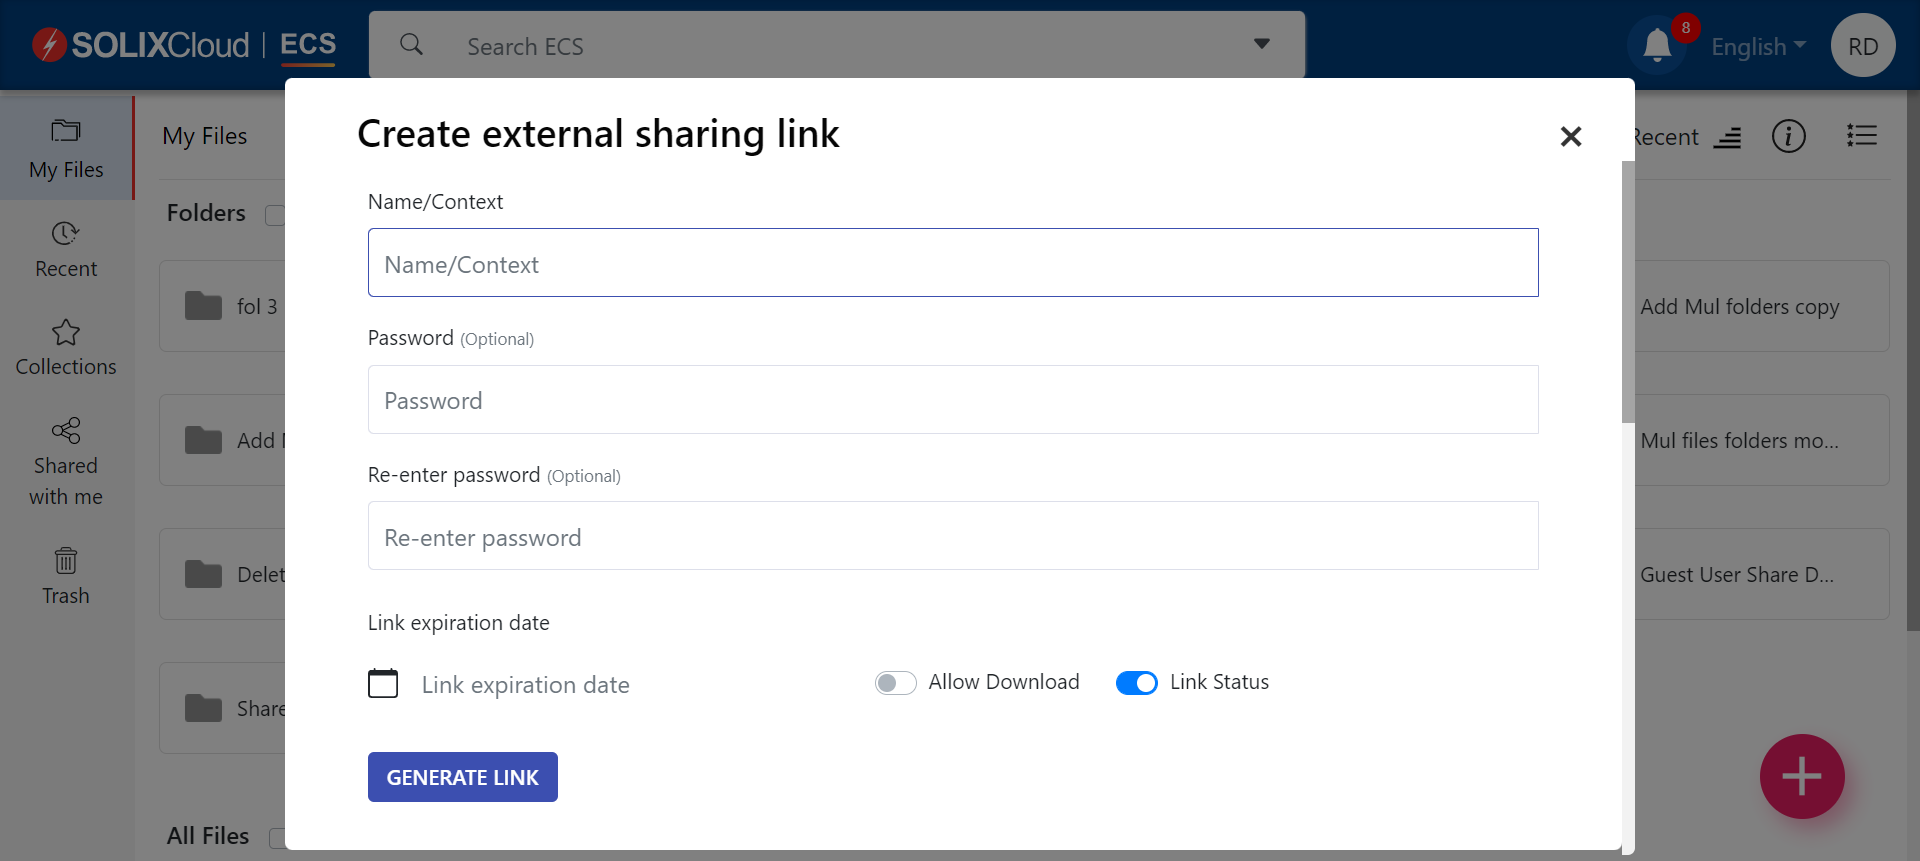 SOLIXCloud | ECS
Search ECS
8
English
RD
My Files
Recent
Collections
Shared
with me
Trash
My Files
Recent
Folders
fol 3
Add Mul folders copy
Add
Mul files folders mo...
Delet
Guest User Share D...
Share
All Files
Create external sharing link
Name/Context
Name/Context
Password (Optional)
Password
Re-enter password (Optional)
Re-enter password
Link expiration date
Link expiration date
Allow Download
Link Status
GENERATE LINK